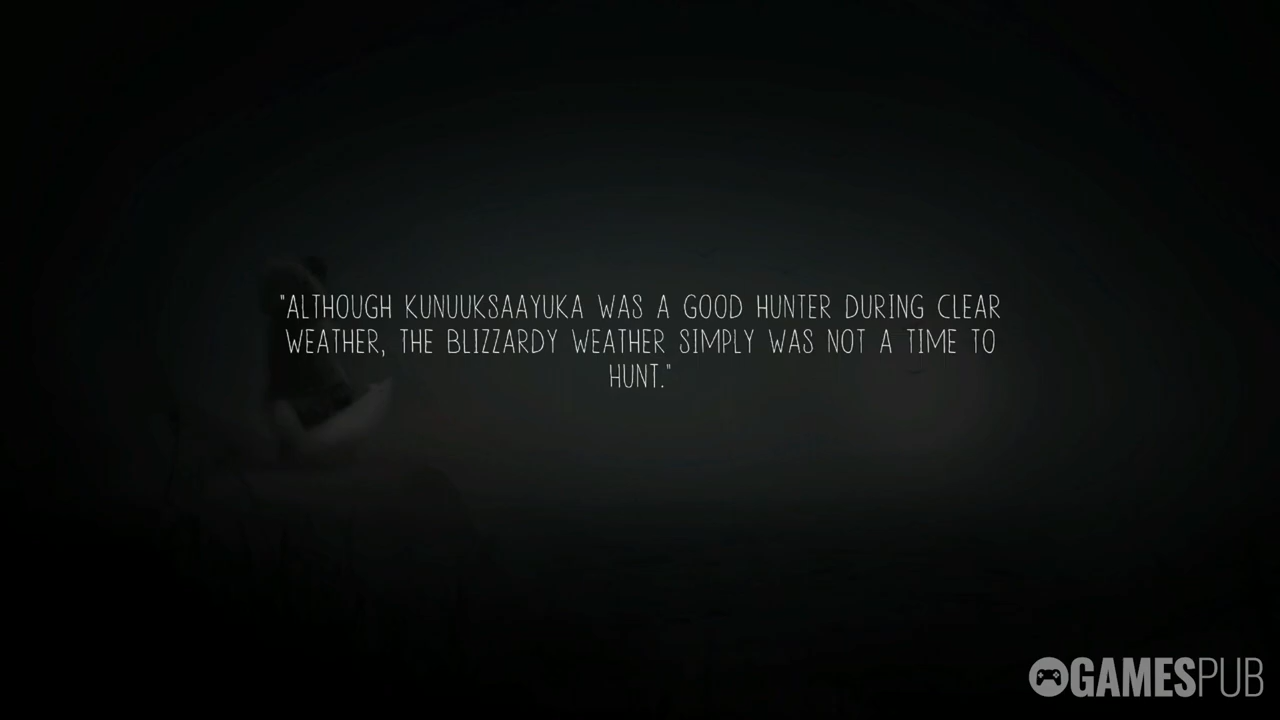 "ALTHOUGH KUNUUKSAAYUKA WAS A GOOD HUNTER DURING CLEAR
WEATHER, THE BLIZZARDY WEATHER SIMPLY WAS NOT A TIME TO
HUNT."
GAMESPUB